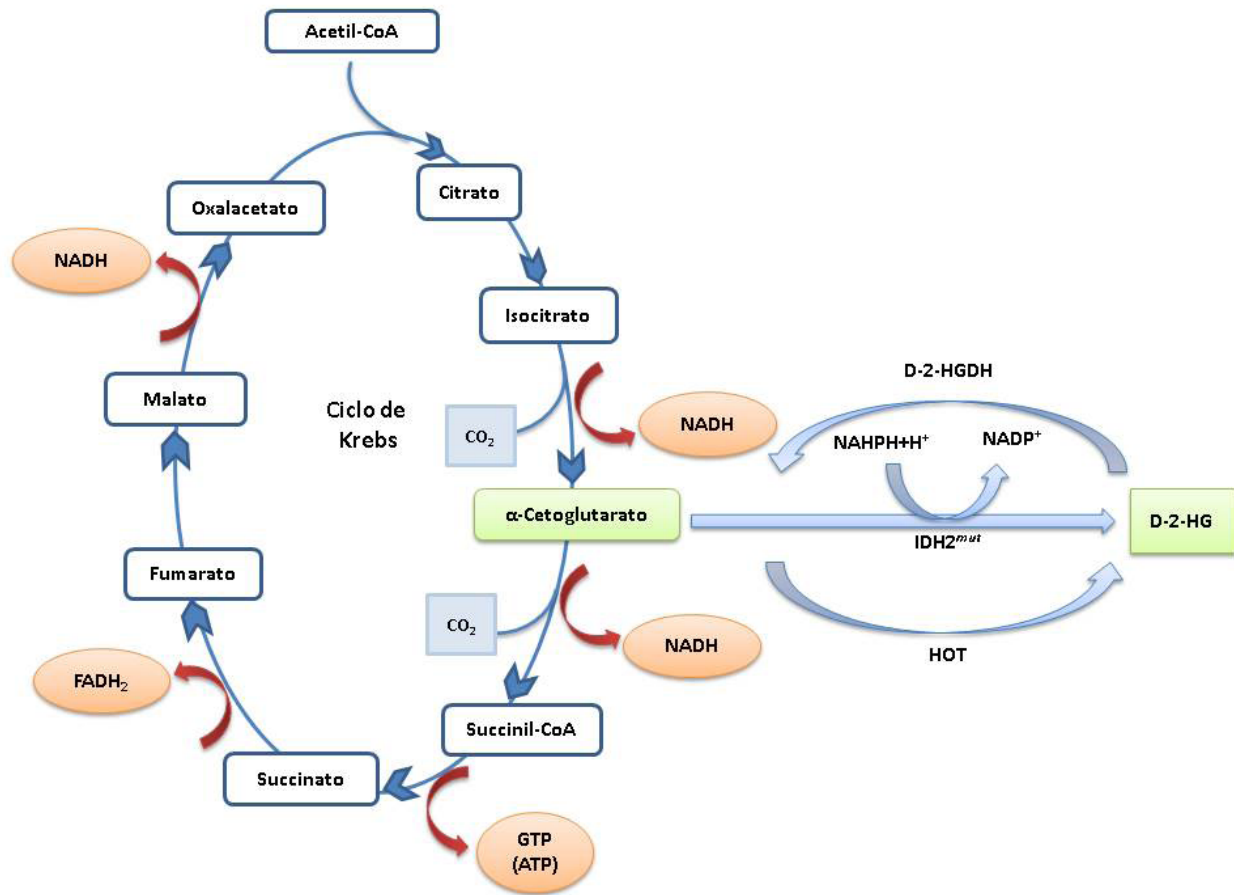 Acetil-CoA
Citrato
Oxalacetato
NADH
Isocitrato
D-2-HGDH
Malato
Ciclo de
Krebs
CO₂
NADH
NAHPH+H⁺
NADP⁺
α-Cetoglutarato
D-2-HG
IDH2ᵐᵘᵗ
Fumarato
CO₂
NADH
HOT
FADH₂
Succinil-CoA
Succinato
GTP
(ATP)